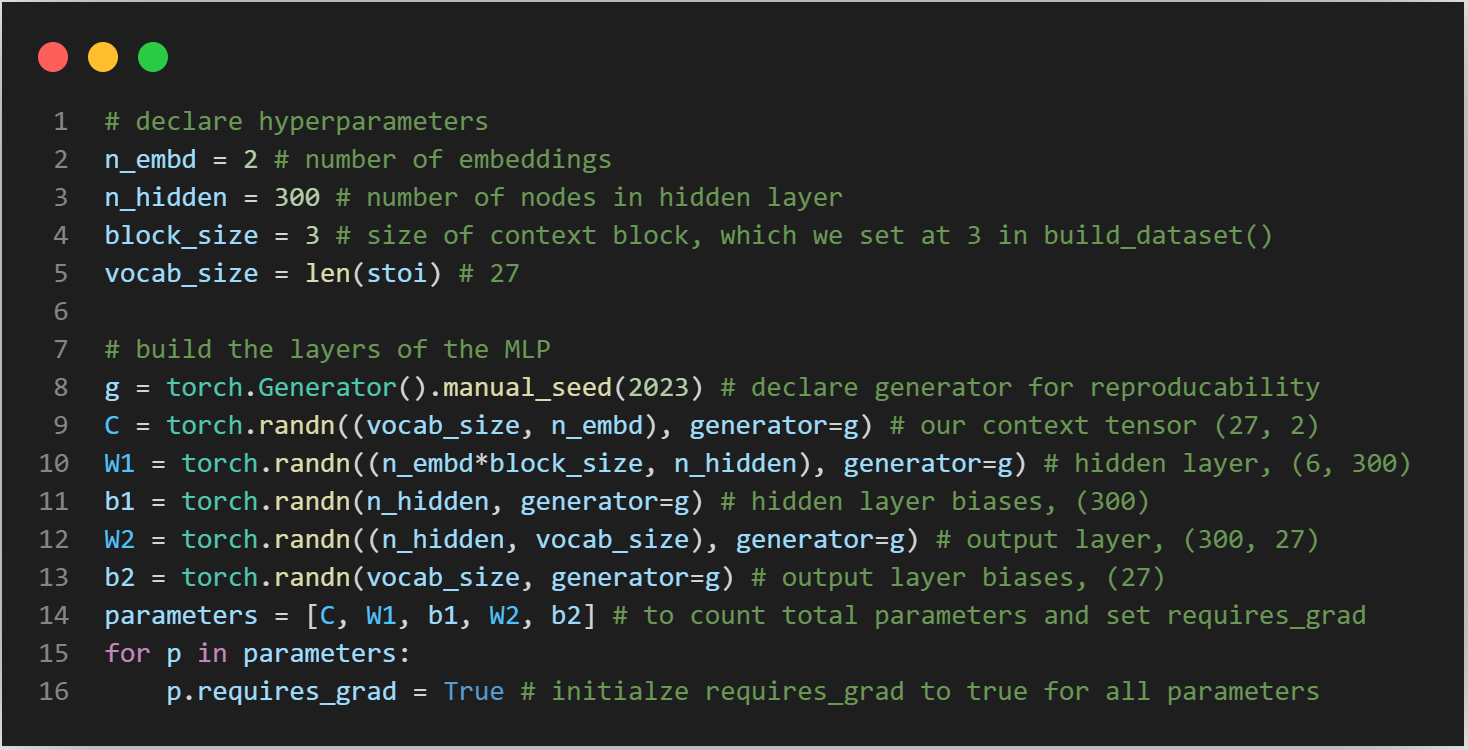 1 # declare hyperparameters
2 n_embd = 2 # number of embeddings
3 n_hidden = 300 # number of nodes in hidden layer
4 block_size = 3 # size of context block, which we set at 3 in build_dataset()
5 vocab_size = len(stoi) # 27
6
7 # build the layers of the MLP
8 g = torch.Generator().manual_seed(2023) # declare generator for reproducability
9 C = torch.randn((vocab_size, n_embd), generator=g) # our context tensor (27, 2)
10 W1 = torch.randn((n_embd*block_size, n_hidden), generator=g) # hidden layer, (6, 300)
11 b1 = torch.randn(n_hidden, generator=g) # hidden layer biases, (300)
12 W2 = torch.randn((n_hidden, vocab_size), generator=g) # output layer, (300, 27)
13 b2 = torch.randn(vocab_size, generator=g) # output layer biases, (27)
14 parameters = [C, W1, b1, W2, b2] # to count total parameters and set requires_grad
15 for p in parameters:
16     p.requires_grad = True # initialze requires_grad to true for all parameters